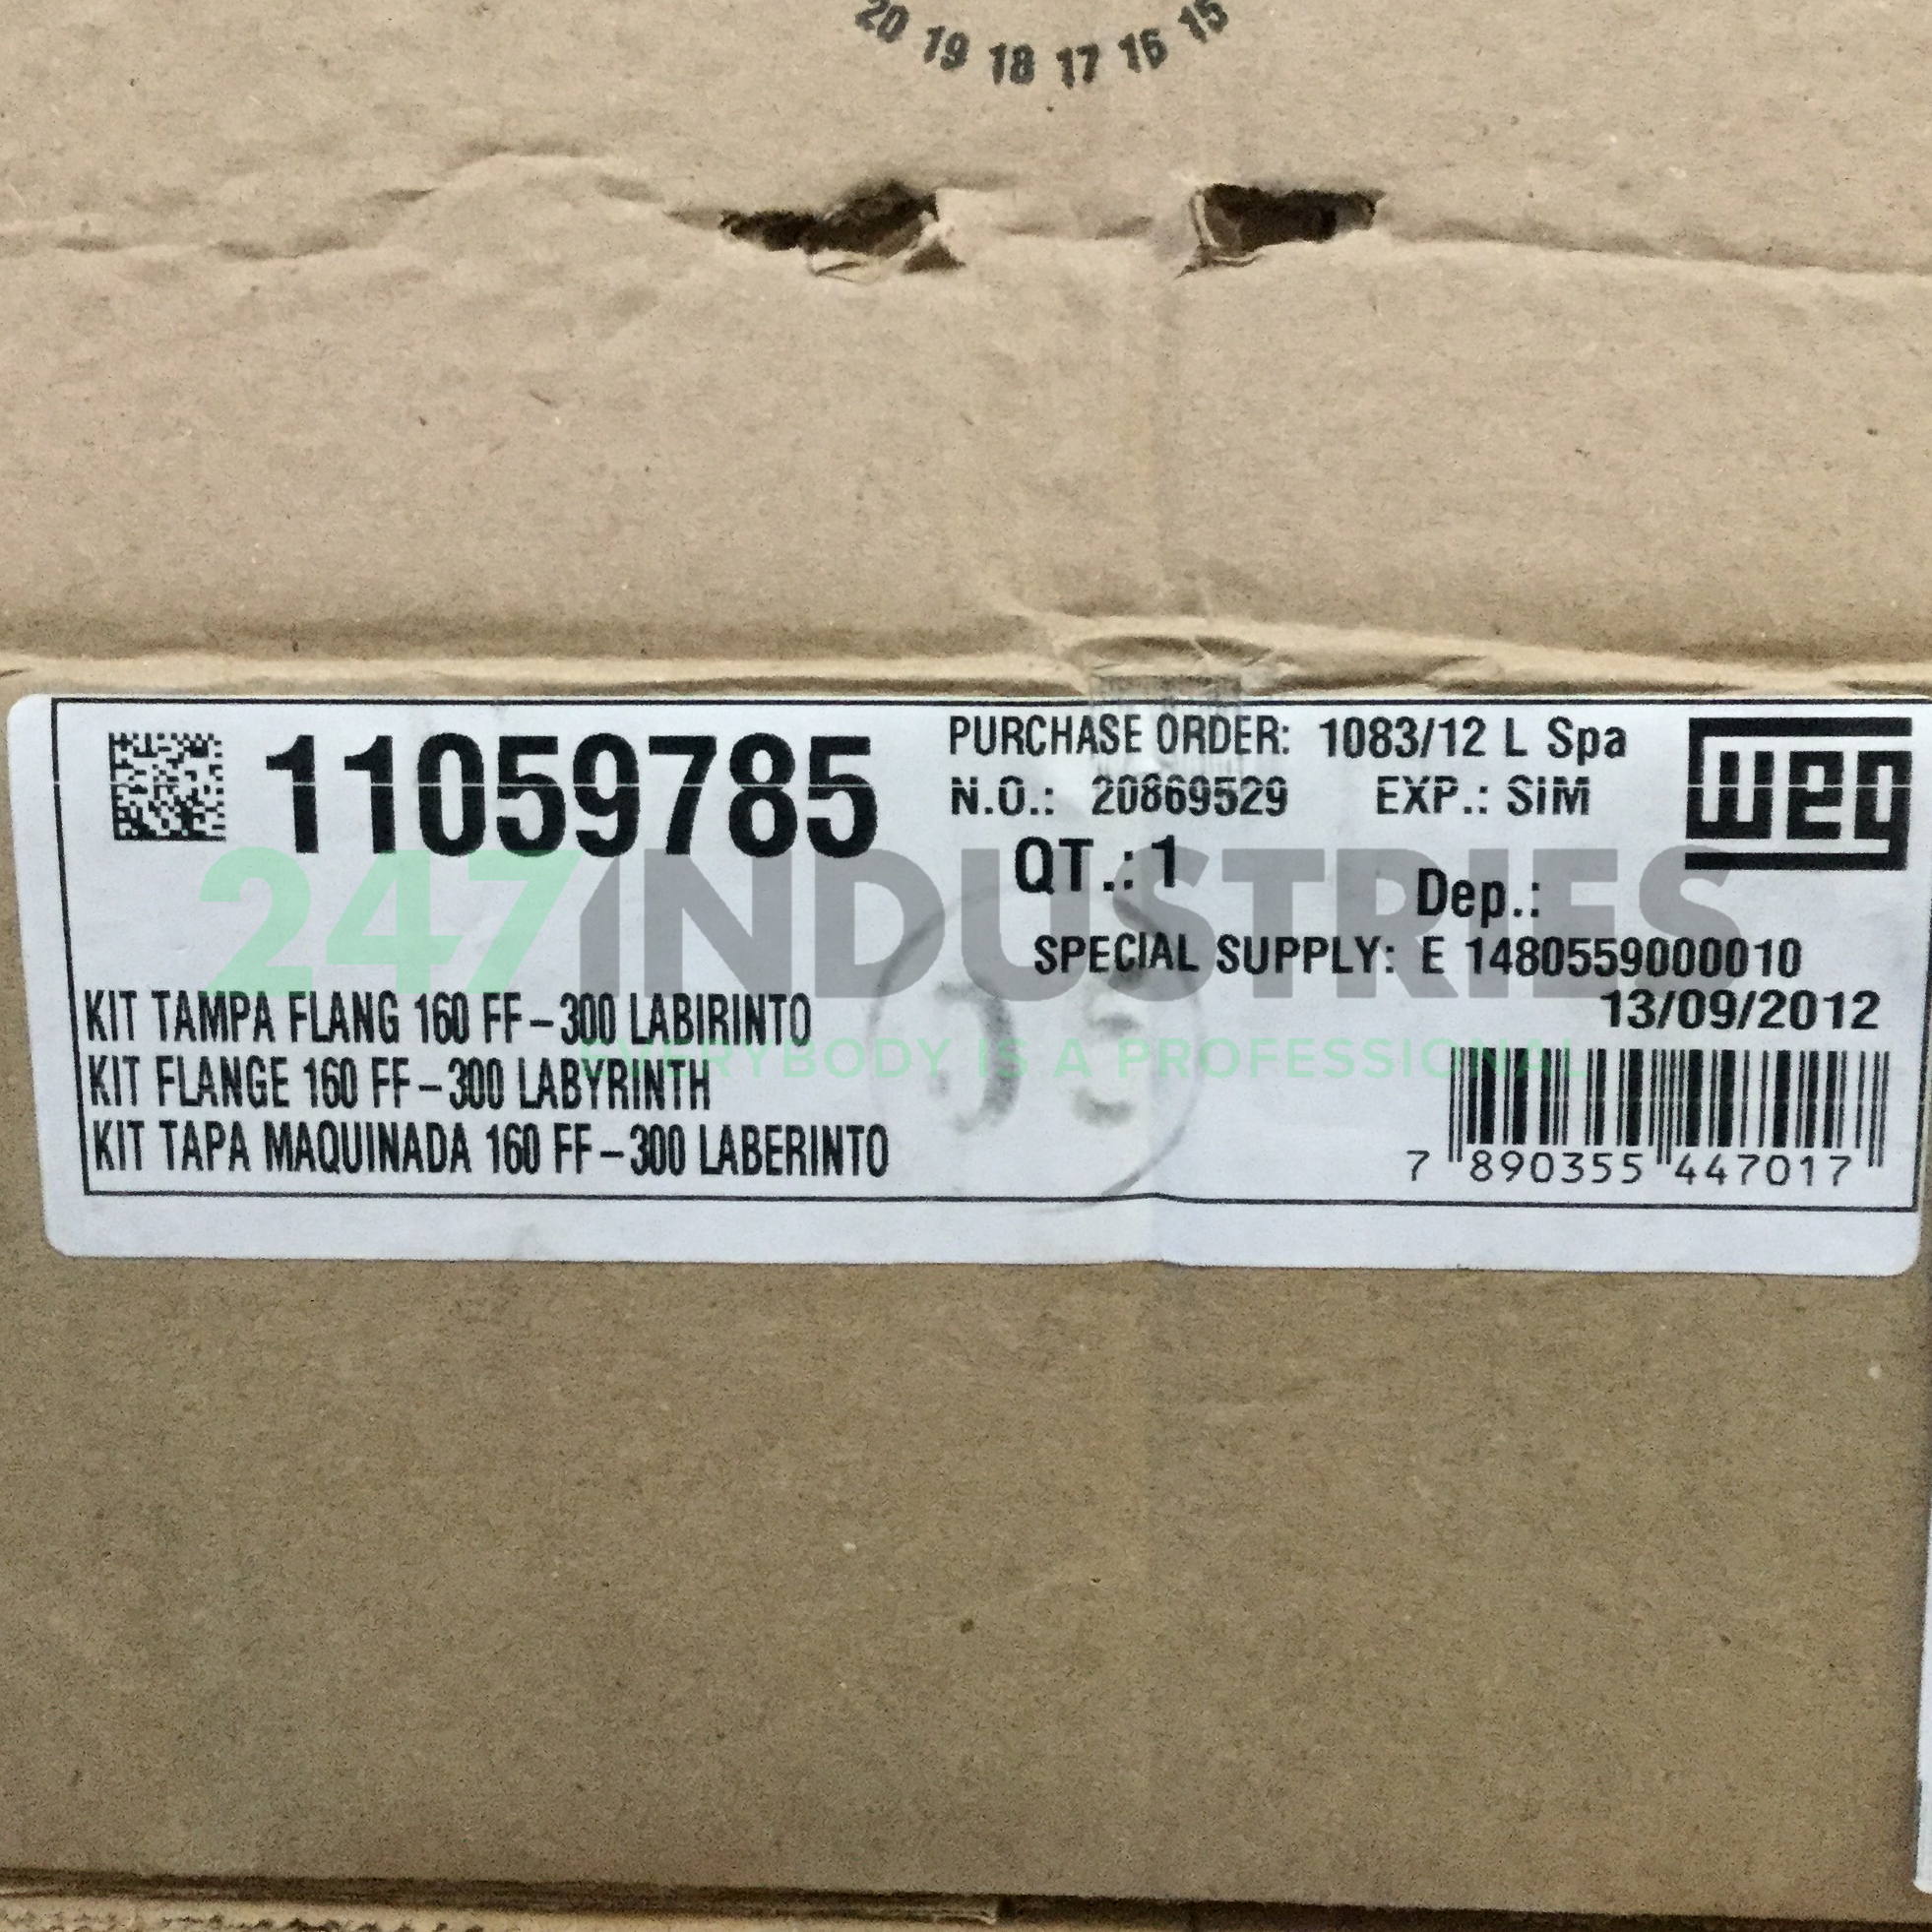 20 19 18 17 16 15
11059785
PURCHASE ORDER: 1083/12 L Spa
N.O.: 20869529 EXP.: SIM
weg
QT.: 1
Dep.:
SPECIAL SUPPLY: E 1480559000010
13/09/2012
247INDUSTRIES
EVERYBODY IS A PROFESSIONAL
KIT TAMPA FLANG 160 FF-300 LABIRINTO
KIT FLANGE 160 FF-300 LABYRINTH
KIT TAPA MAQUINADA 160 FF-300 LABERINTO
7 890355 447017